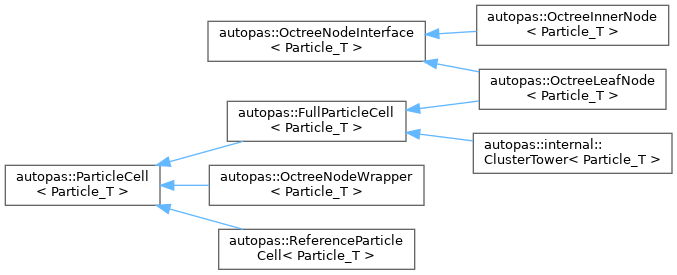 autopas::OctreeNodeInterface
< Particle_T >
autopas::OctreeInnerNode
< Particle_T >
autopas::OctreeLeafNode
< Particle_T >
autopas::FullParticleCell
< Particle_T >
autopas::internal::
ClusterTower< Particle_T >
autopas::ParticleCell
< Particle_T >
autopas::OctreeNodeWrapper
< Particle_T >
autopas::ReferenceParticle
Cell< Particle_T >